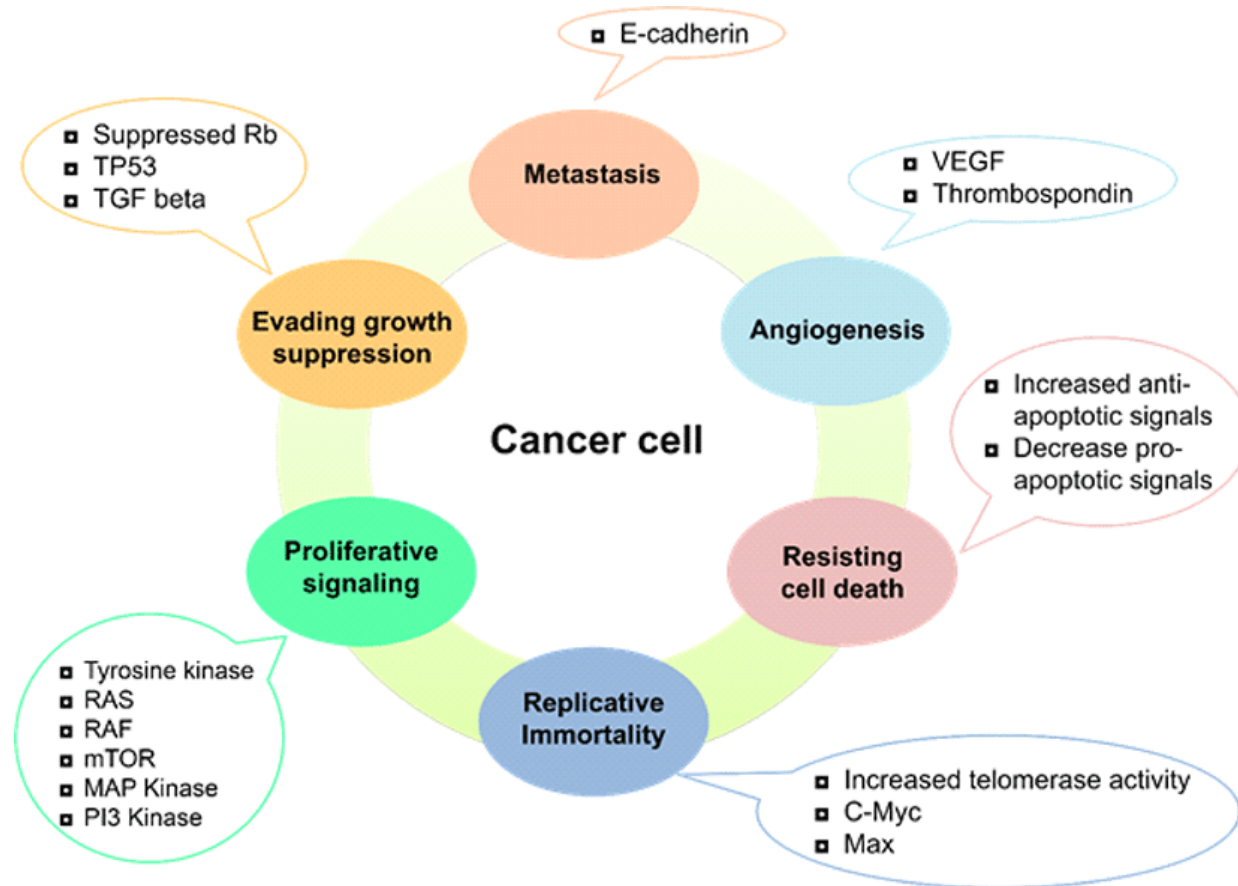 E-cadherin
Metastasis
Suppressed Rb
TP53
TGF beta
VEGF
Thrombospondin
Evading growth
suppression
Angiogenesis
Increased anti-
apoptotic signals
Decrease pro-
apoptotic signals
Cancer cell
Proliferative
signaling
Resisting
cell death
Tyrosine kinase
RAS
RAF
mTOR
MAP Kinase
PI3 Kinase
Replicative
Immortality
Increased telomerase activity
C-Myc
Max